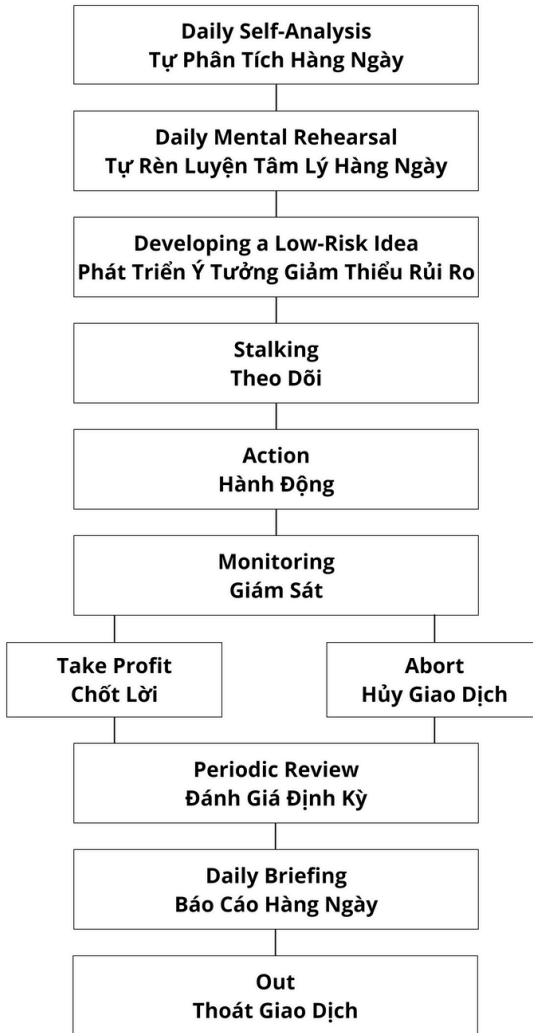 Daily Self-Analysis
Tự Phân Tích Hàng Ngày
Daily Mental Rehearsal
Tự Rèn Luyện Tâm Lý Hàng Ngày
Developing a Low-Risk Idea
Phát Triển Ý Tưởng Giảm Thiểu Rủi Ro
Stalking
Theo Dõi
Action
Hành Động
Monitoring
Giám Sát
Take Profit
Chốt Lời
Abort
Hủy Giao Dịch
Periodic Review
Đánh Giá Định Kỳ
Daily Briefing
Báo Cáo Hàng Ngày
Out
Thoát Giao Dịch